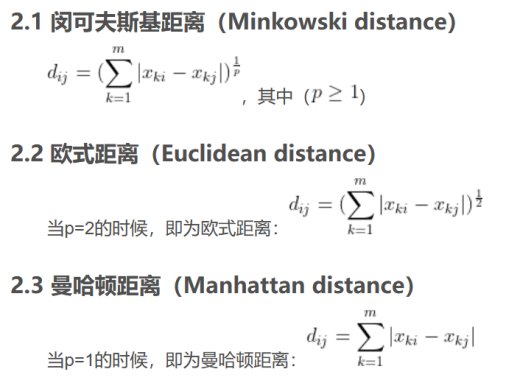 2.1 闵可夫斯基距离（Minkowski distance）
d_{ij} = (\sum_{k=1}^{m} |x_{ki} - x_{kj}|)^{\frac{1}{p}} ，其中（p ≥ 1）
2.2 欧式距离（Euclidean distance）
当p=2的时候，即为欧式距离： d_{ij} = (\sum_{k=1}^{m} |x_{ki} - x_{kj}|)^{\frac{1}{2}}
2.3 曼哈顿距离（Manhattan distance）
当p=1的时候，即为曼哈顿距离： d_{ij} = \sum_{k=1}^{m} |x_{ki} - x_{kj}|